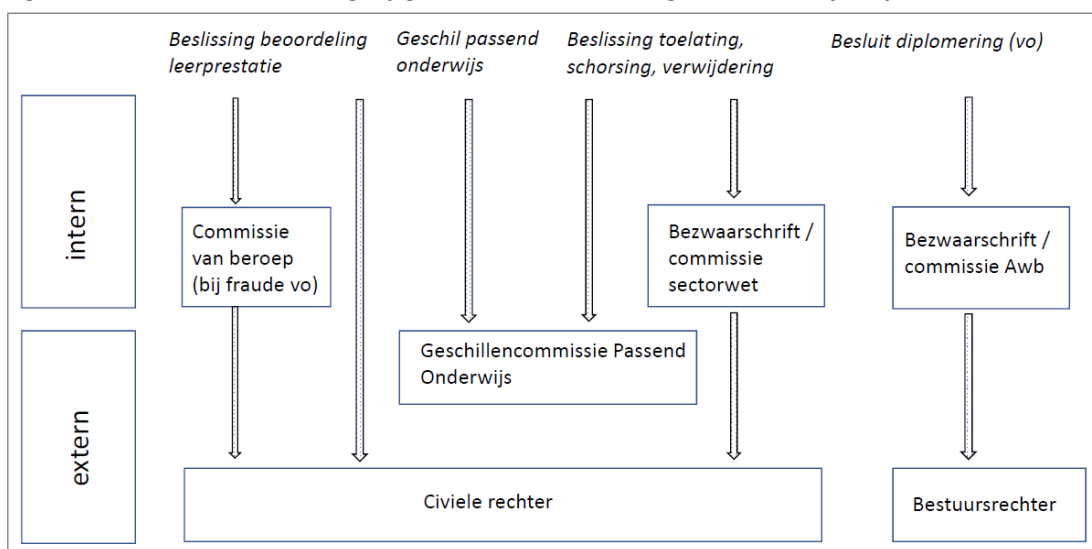 Beslissing beoordeling
leerprestatie
Geschil passend
onderwijs
Beslissing toelating,
schorsing, verwijdering
Besluit diplomering (vo)
intern
Commissie
van beroep
(bij fraude vo)
Bezwaarschrift /
commissie
sectorwet
Bezwaarschrift /
commissie Awb
extern
Geschillencommissie Passend
Onderwijs
Civiele rechter
Bestuursrechter